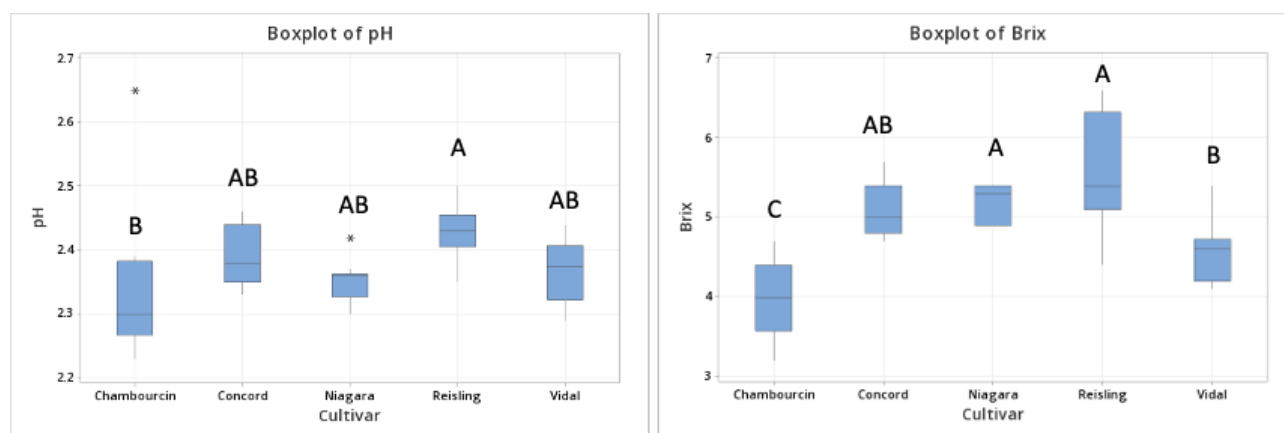 Boxplot of pH
2.7
2.6
2.5
2.4
2.3
2.2
pH
*
B
AB
AB
*
A
AB
Chambourcin Concord Niagara Reisling Vidal
Cultivar
Boxplot of Brix
7
6
5
4
3
Brix
C
AB
A
A
B
Chambourcin Concord Niagara Reisling Vidal
Cultivar